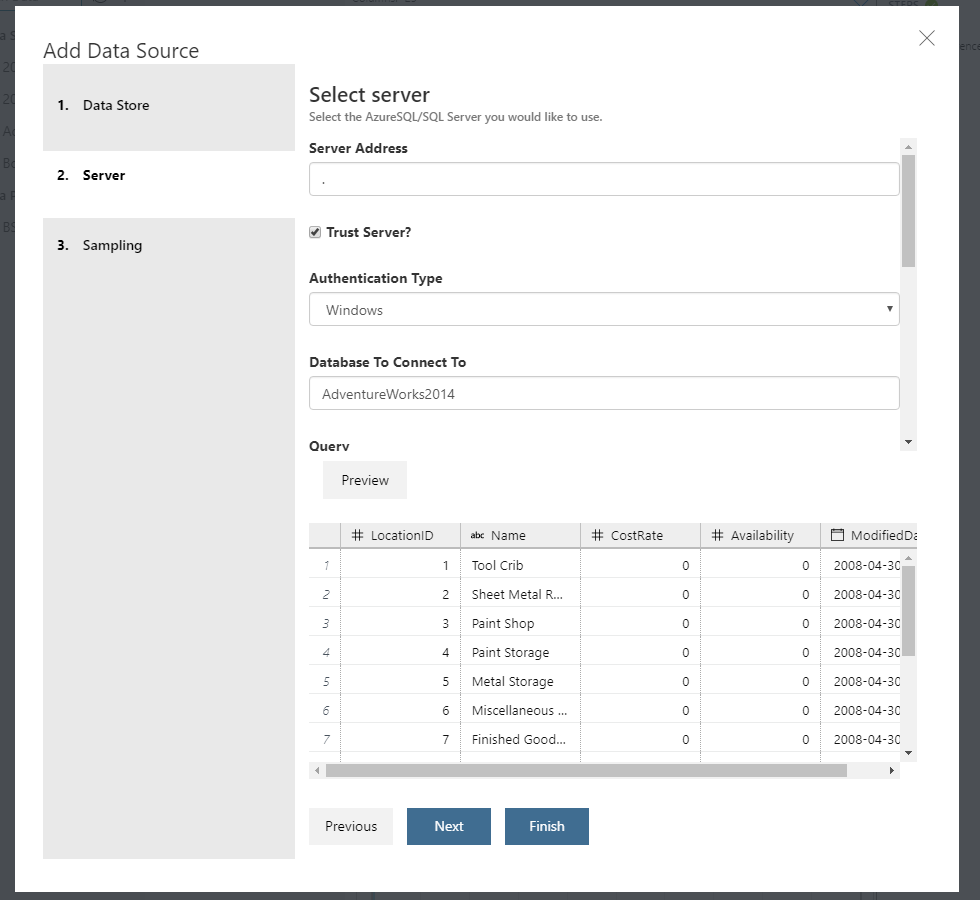 Add Data Source
1. Data Store
2. Server
3. Sampling
Select server
Select the AzureSQL/SQL Server you would like to use.
Server Address
.
Trust Server?
Authentication Type
Windows
Database To Connect To
AdventureWorks2014
Query
Preview
LocationID abc Name CostRate Availability ModifiedDa
1 1 Tool Crib 0 0 2008-04-30
2 2 Sheet Metal R... 0 0 2008-04-30
3 3 Paint Shop 0 0 2008-04-30
4 4 Paint Storage 0 0 2008-04-30
5 5 Metal Storage 0 0 2008-04-30
6 6 Miscellaneous ... 0 0 2008-04-30
7 7 Finished Good... 0 0 2008-04-30
Previous Next Finish